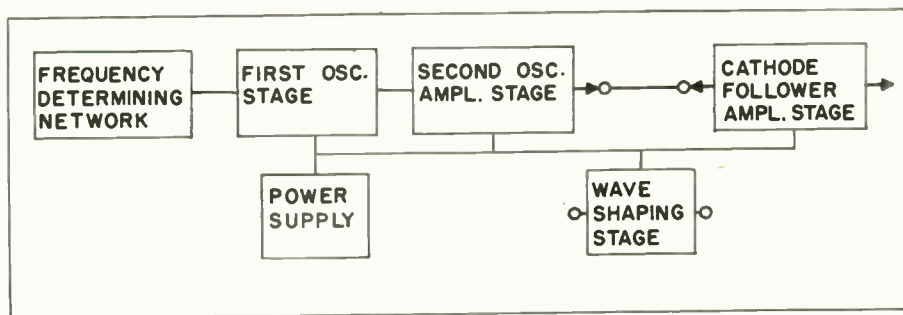 FREQUENCY
DETERMINING
NETWORK
FIRST OSC.
STAGE
SECOND OSC.
AMPL. STAGE
CATHODE
FOLLOWER
AMPL. STAGE
POWER
SUPPLY
WAVE
SHAPING
STAGE